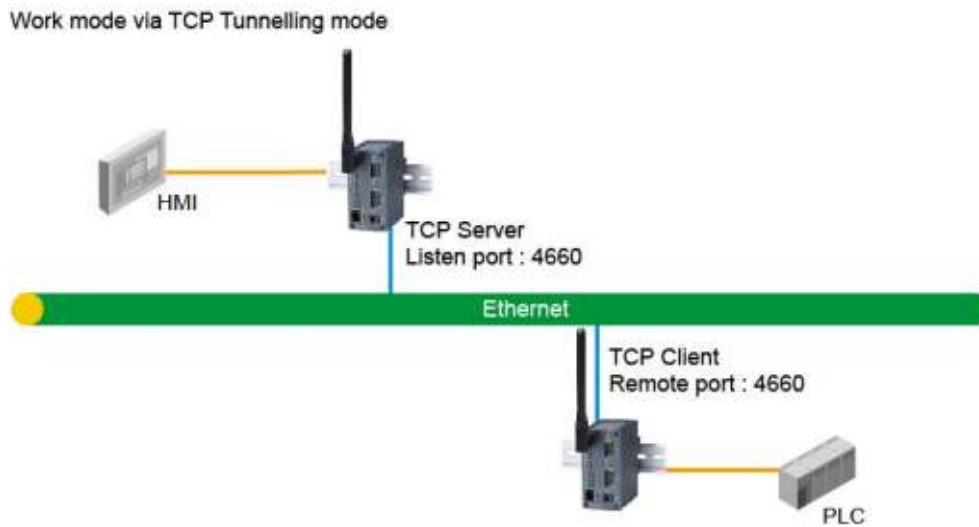 Work mode via TCP Tunnelling mode
HMI
TCP Server
Listen port : 4660
Ethernet
TCP Client
Remote port : 4660
PLC